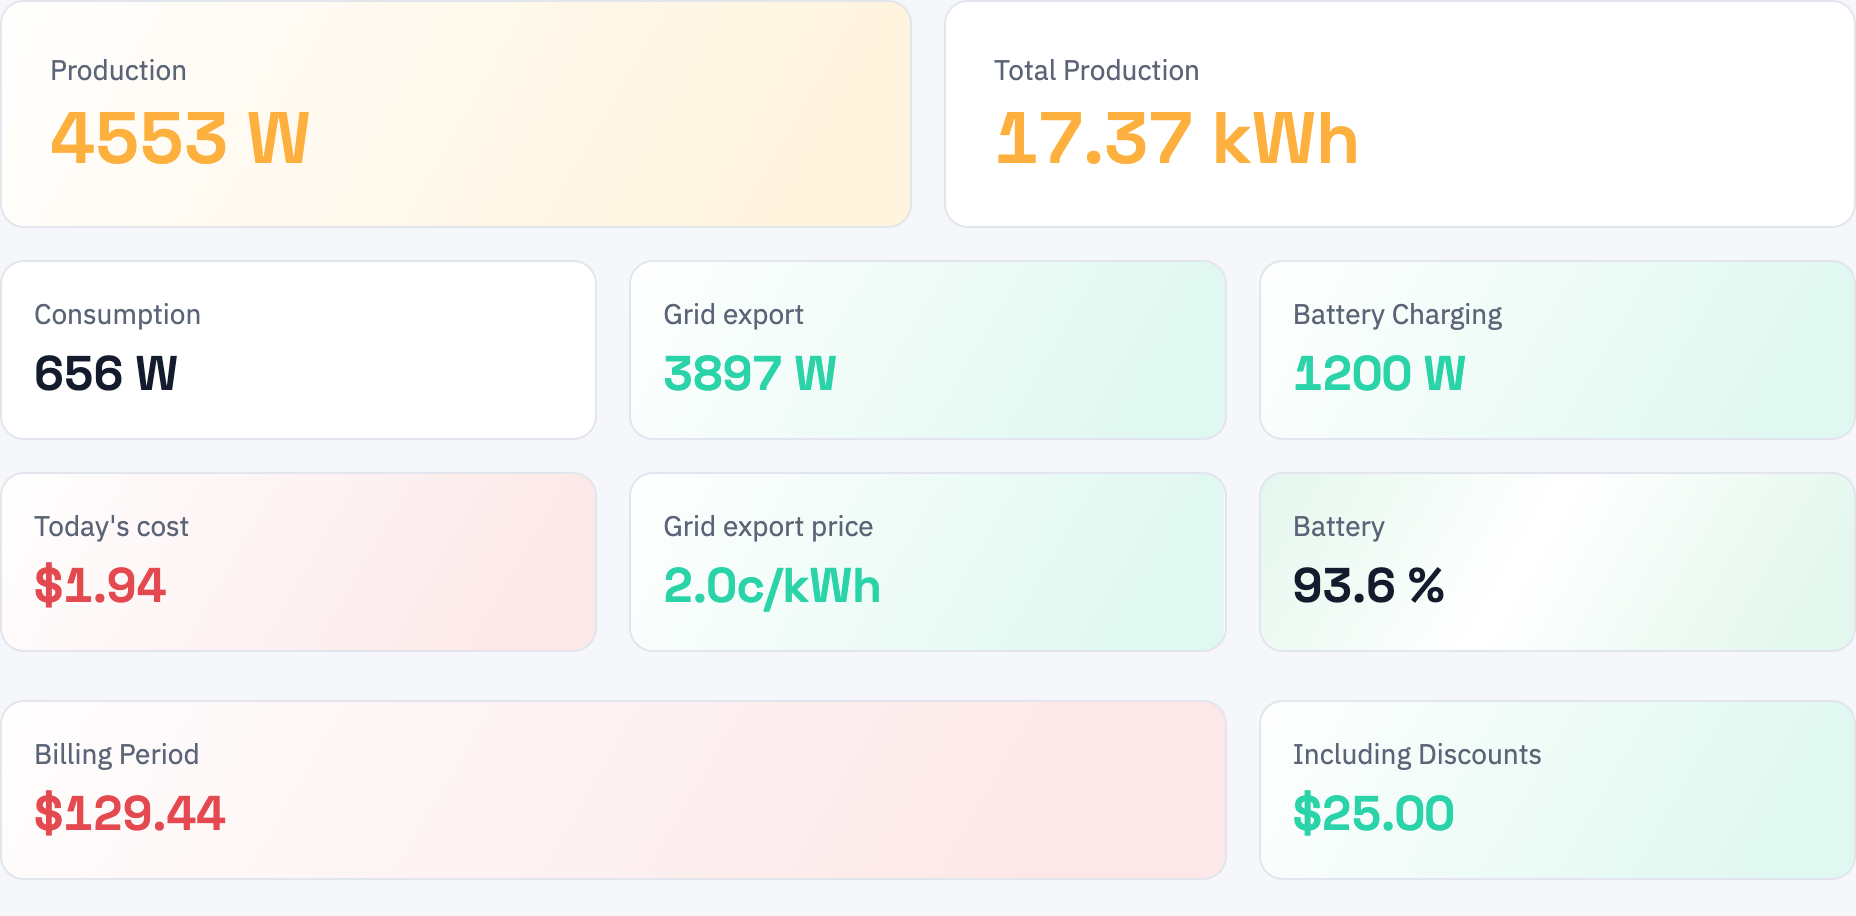 Production
4553 W
Total Production
17.37 kWh
Consumption
656 W
Grid export
3897 W
Battery Charging
1200 W
Today's cost
$1.94
Grid export price
2.0c/kWh
Battery
93.6 %
Billing Period
$129.44
Including Discounts
$25.00